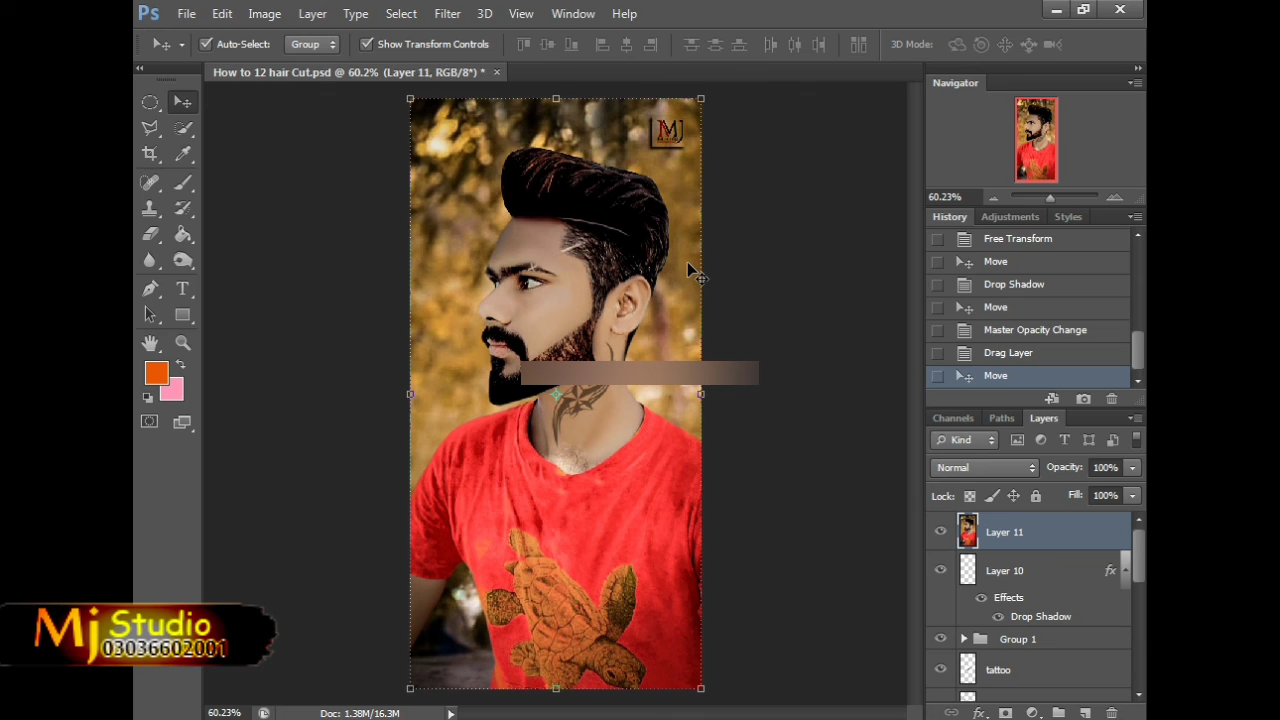 Ps File Edit Image Layer Type Select Filter 3D View Window Help
Auto-Select: Group Show Transform Controls 3D Mode:
How to 12 hair Cut.psd @ 60.2% (Layer 11, RGB/8*) * ×
Navigator
60.23%
History Adjustments Styles
Free Transform
Move
Drop Shadow
Move
Master Opacity Change
Drag Layer
Move
Channels Paths Layers
Kind
Normal Opacity: 100%
Lock: Fill: 100%
Layer 11
Layer 10 fx
Effects
Drop Shadow
Group 1
tattoo
MJ
Mj Studio
03036602001
60.23% Doc: 1.38M/16.3M